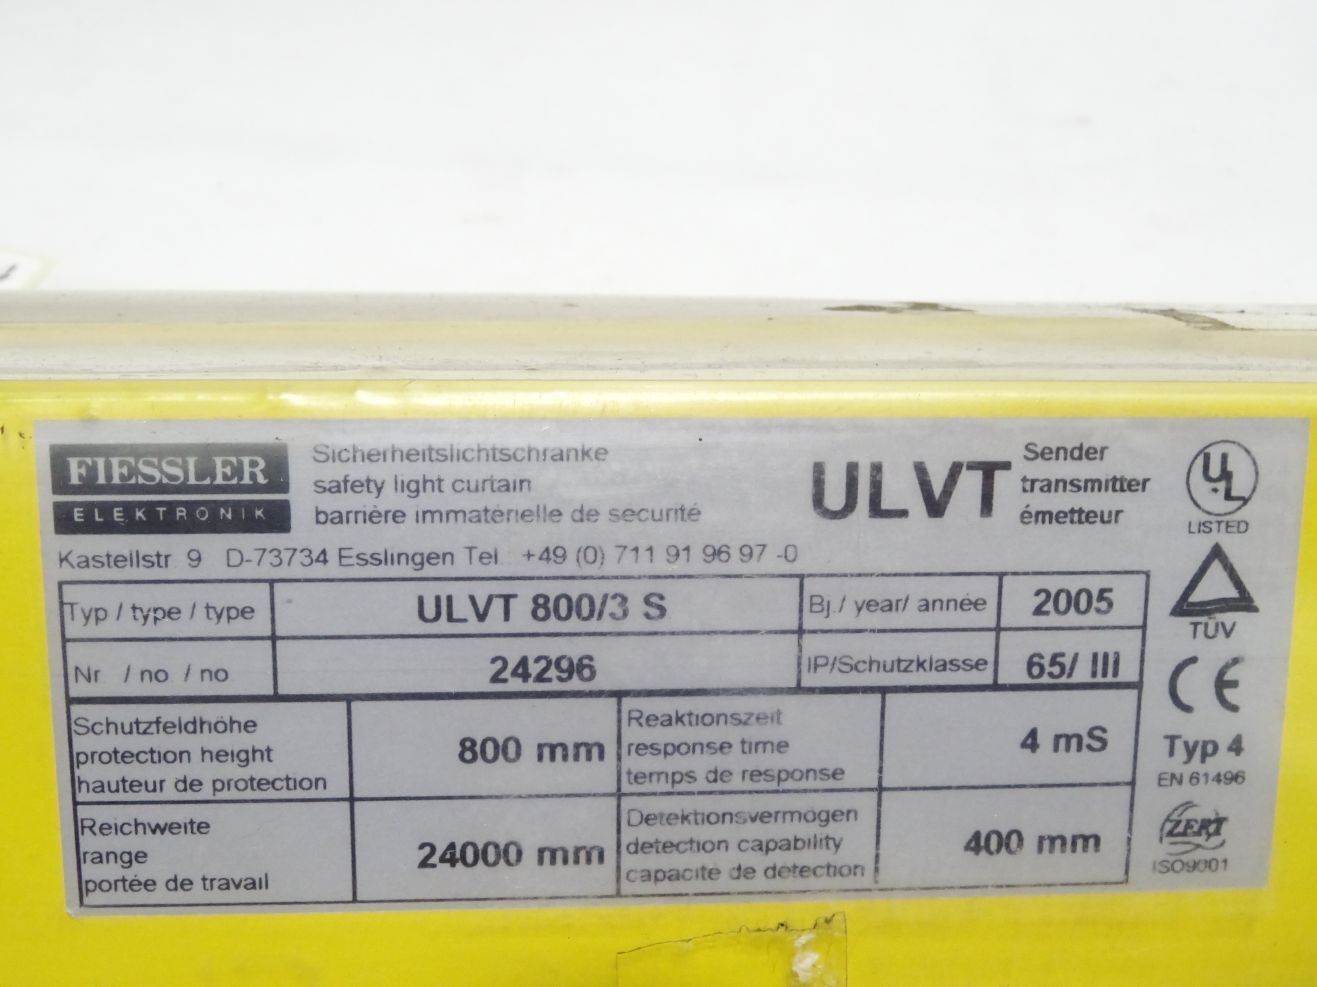 FIESSLER
ELEKTRONIK
Sicherheitslichtschranke
safety light curtain
barrière immatérielle de sécurité
ULVT
Sender
transmitter
émetteur
UL
LISTED
Kastellstr. 9 D-73734 Esslingen Tel. +49 (0) 711 91 96 97 -0
Typ / type / type
ULVT 800/3 S
Bj./ year/ année
2005
TÜV
Nr. / no. / no.
24296
IP/Schutzklasse
65/ III
CE
Schutzfeldhöhe
protection height
hauteur de protection
800 mm
Reaktionszeit
response time
temps de response
4 mS
Typ 4
EN 61496
Reichweite
range
portée de travail
24000 mm
Detektionsvermögen
detection capability
capacité de détection
400 mm
ZERT
ISO9001